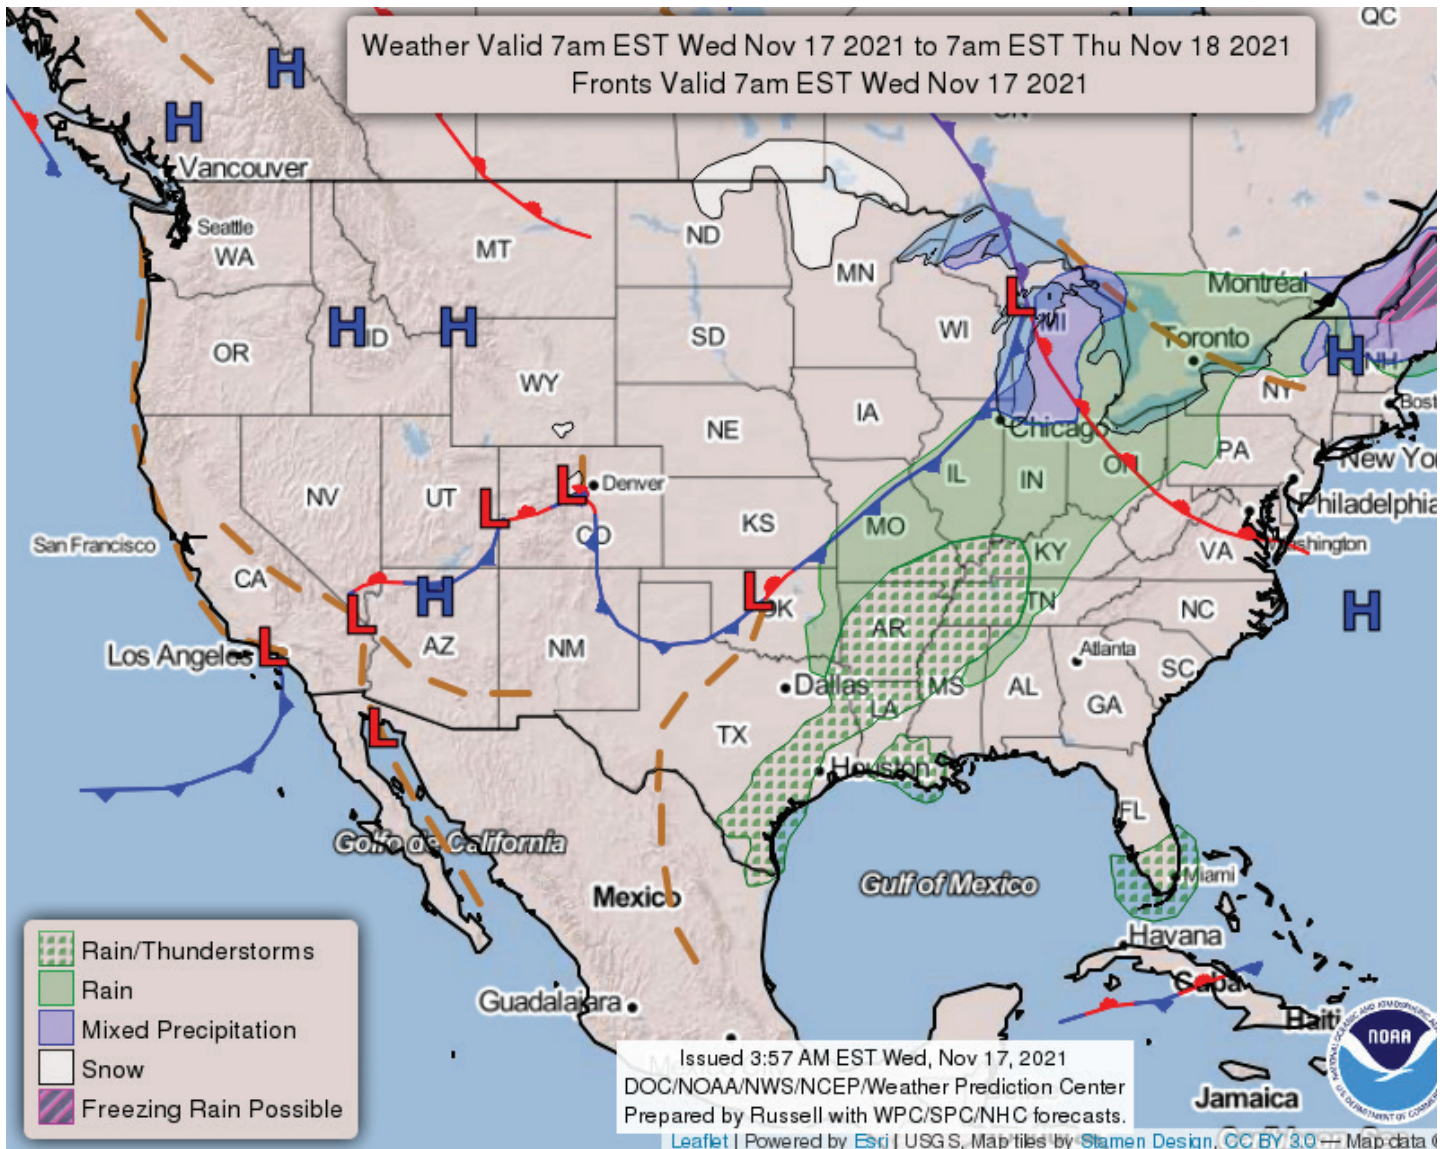 QC
Weather Valid 7am EST Wed Nov 17 2021 to 7am EST Thu Nov 18 2021
Fronts Valid 7am EST Wed Nov 17 2021
H
H
Vancouver
Seattle
WA
MT
ND
MN
Montréal
L
H
H
ID
OR
SD
WI
MI
Toronto
H
NH
WY
NY
IA
NE
Chicago
PA
New Yo
NV
UT
L
L
Denver
IL
IN
OH
Philadelphia
KS
MO
CO
San Francisco
KY
VA
CA
L
H
L
OK
TN
NC
H
AZ
NM
AR
Atlanta
SC
Los Angeles
L
Dallas
MS
AL
GA
LA
L
TX
Houston
FL
Golfo de California
Gulf of Mexico
Miami
Mexico
Havana
Rain/Thunderstorms
Rain
Mixed Precipitation
Snow
Freezing Rain Possible
Cuba
Guadalajara
Haiti
NOAA
Issued 3:57 AM EST Wed, Nov 17, 2021
DOC/NOAA/NWS/NCEP/Weather Prediction Center
Prepared by Russell with WPC/SPC/NHC forecasts.
Jamaica
Leaflet | Powered by Esri | USGS, Map tiles by Stamen Design, CC BY 3.0 — Map data ©